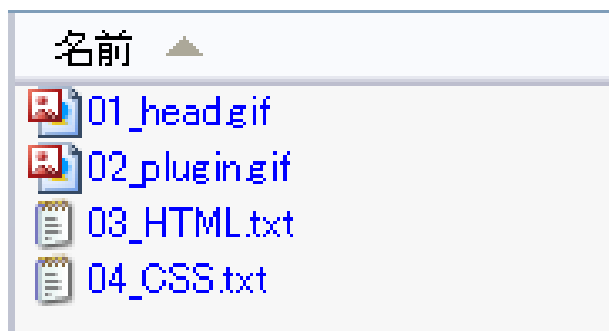 名前
01_head.gif
02_plugin.gif
03_HTML.txt
04_CSS.txt